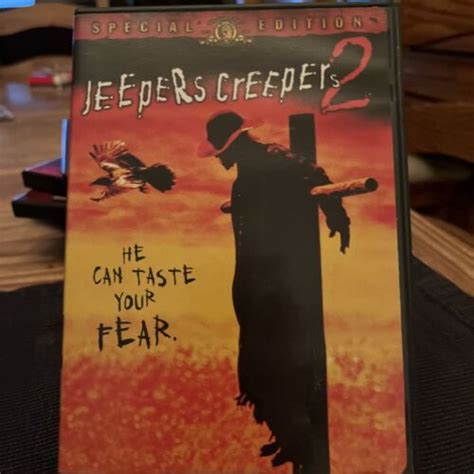 SPECIAL EDITION
JEEPERS CREEPERS 2
HE
CAN TASTE
YOUR
FEAR.